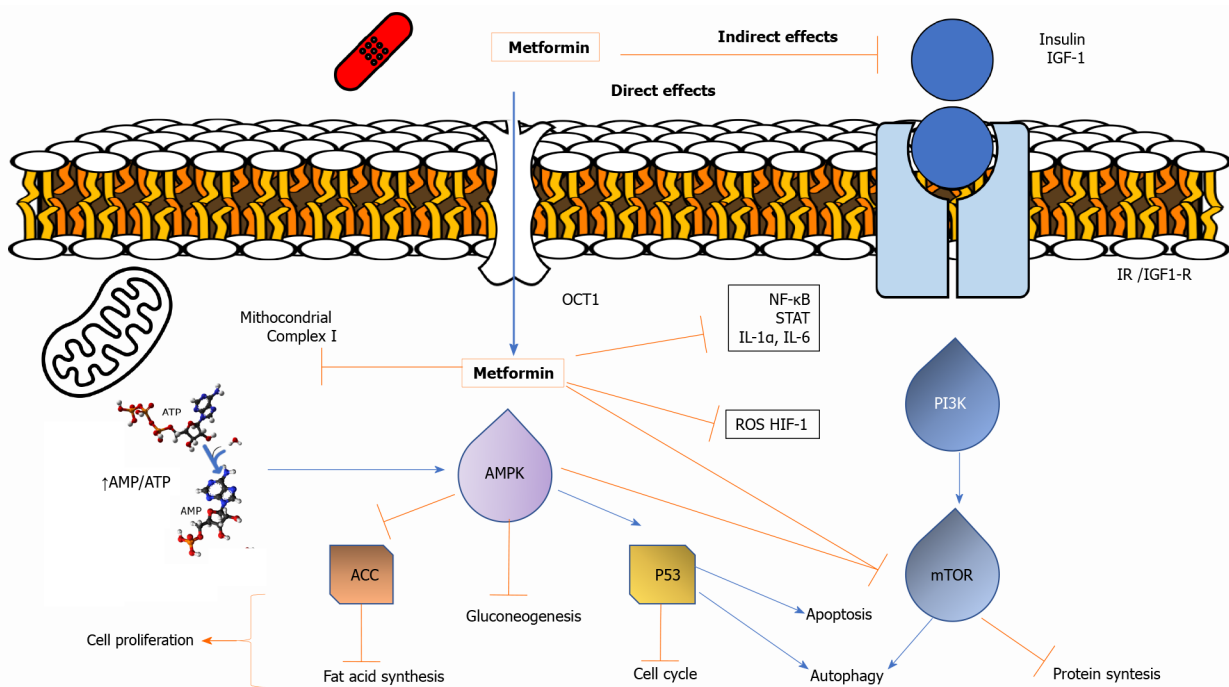 Metformin
Indirect effects
Insulin
IGF-1
Direct effects
IR /IGF1-R
OCT1
Mithocondrial
Complex I
NF-κB
STAT
IL-1α, IL-6
Metformin
ROS HIF-1
PI3K
ATP
↑AMP/ATP
AMP
AMPK
ACC
P53
mTOR
Gluconeogenesis
Apoptosis
Cell proliferation
Fat acid synthesis
Cell cycle
Autophagy
Protein syntesis